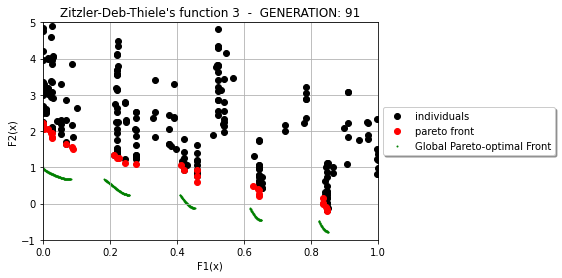 Zitzler-Deb-Thiele's function 3 - GENERATION: 91
5
4
3
2
1
0
−1
F2(x)
0.0 0.2 0.4 0.6 0.8 1.0
F1(x)
individuals
pareto front
Global Pareto-optimal Front